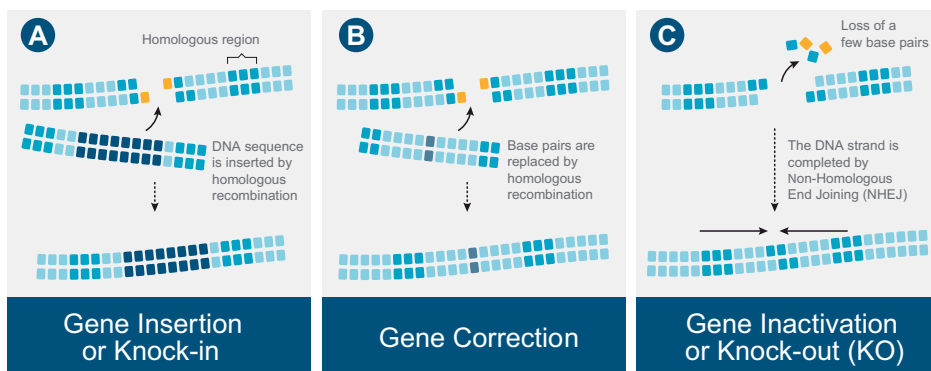 A
Homologous region
DNA sequence
is inserted by
homologous
recombination
Gene Insertion
or Knock-in
B
Base pairs are
replaced by
homologous
recombination
Gene Correction
C
Loss of a
few base pairs
The DNA strand is
completed by
Non-Homologous
End Joining (NHEJ)
Gene Inactivation
or Knock-out (KO)